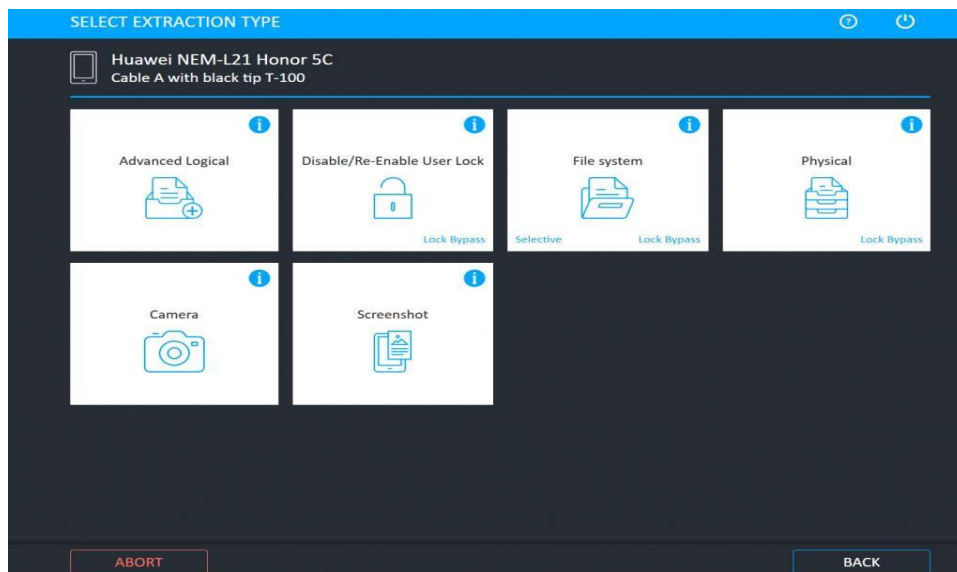 SELECT EXTRACTION TYPE
Huawei NEM-L21 Honor 5C
Cable A with black tip T-100
Advanced Logical
Disable/Re-Enable User Lock
Lock Bypass
File system
Selective
Lock Bypass
Physical
Lock Bypass
Camera
Screenshot
ABORT
BACK